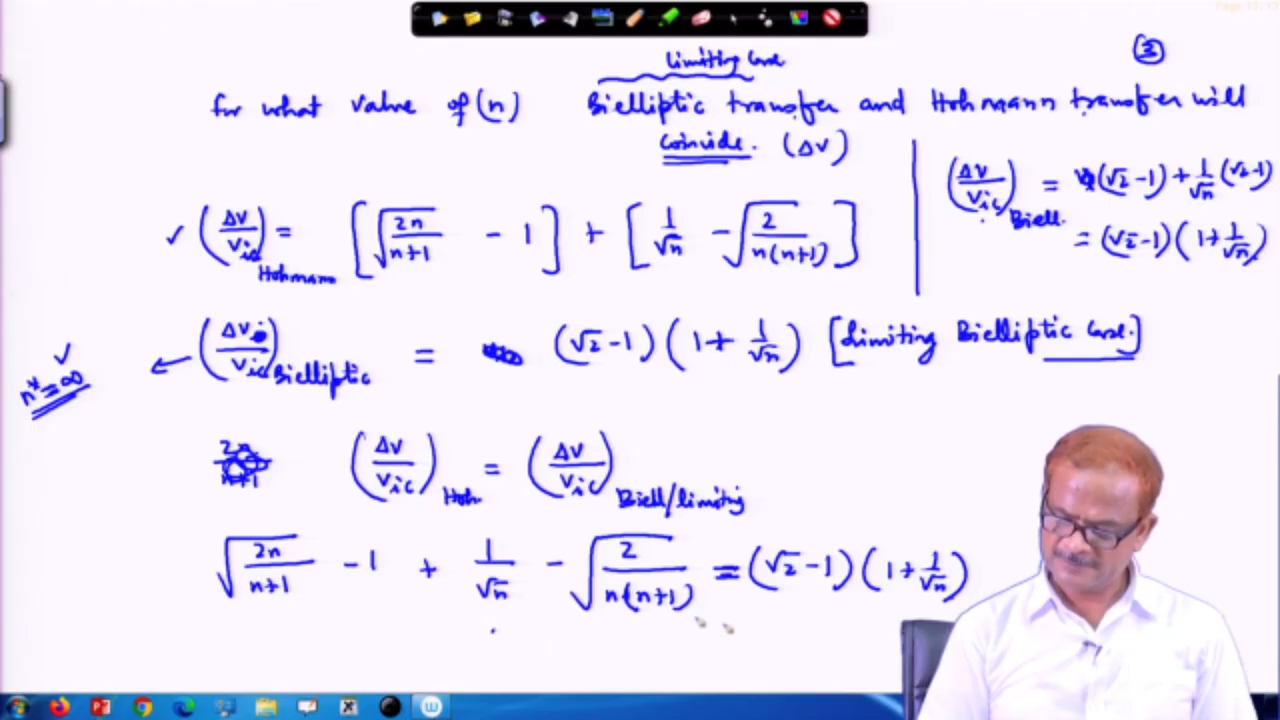 ③
Limiting Case
for what value of (n) Bielliptic transfer and Hohmann transfer will
coincide. (ΔV)
(ΔV/Vic)Biell. = (√2-1) + 1/√n (√2-1)
= (√2-1)(1+1/√n)
✓ (ΔV/Vic)Hohmann = [√(2n/(n+1)) - 1] + [1/√n - √(2/(n(n+1)))]
✓
n*=∞ ← (ΔV/Vic)Bielliptic = (√2-1)(1+1/√n) [Limiting Bielliptic Case.]
(ΔV/Vic)Hoh = (ΔV/Vic)Biell/limiting
√(2n/(n+1)) - 1 + 1/√n - √(2/(n(n+1))) = (√2-1)(1+1/√n)